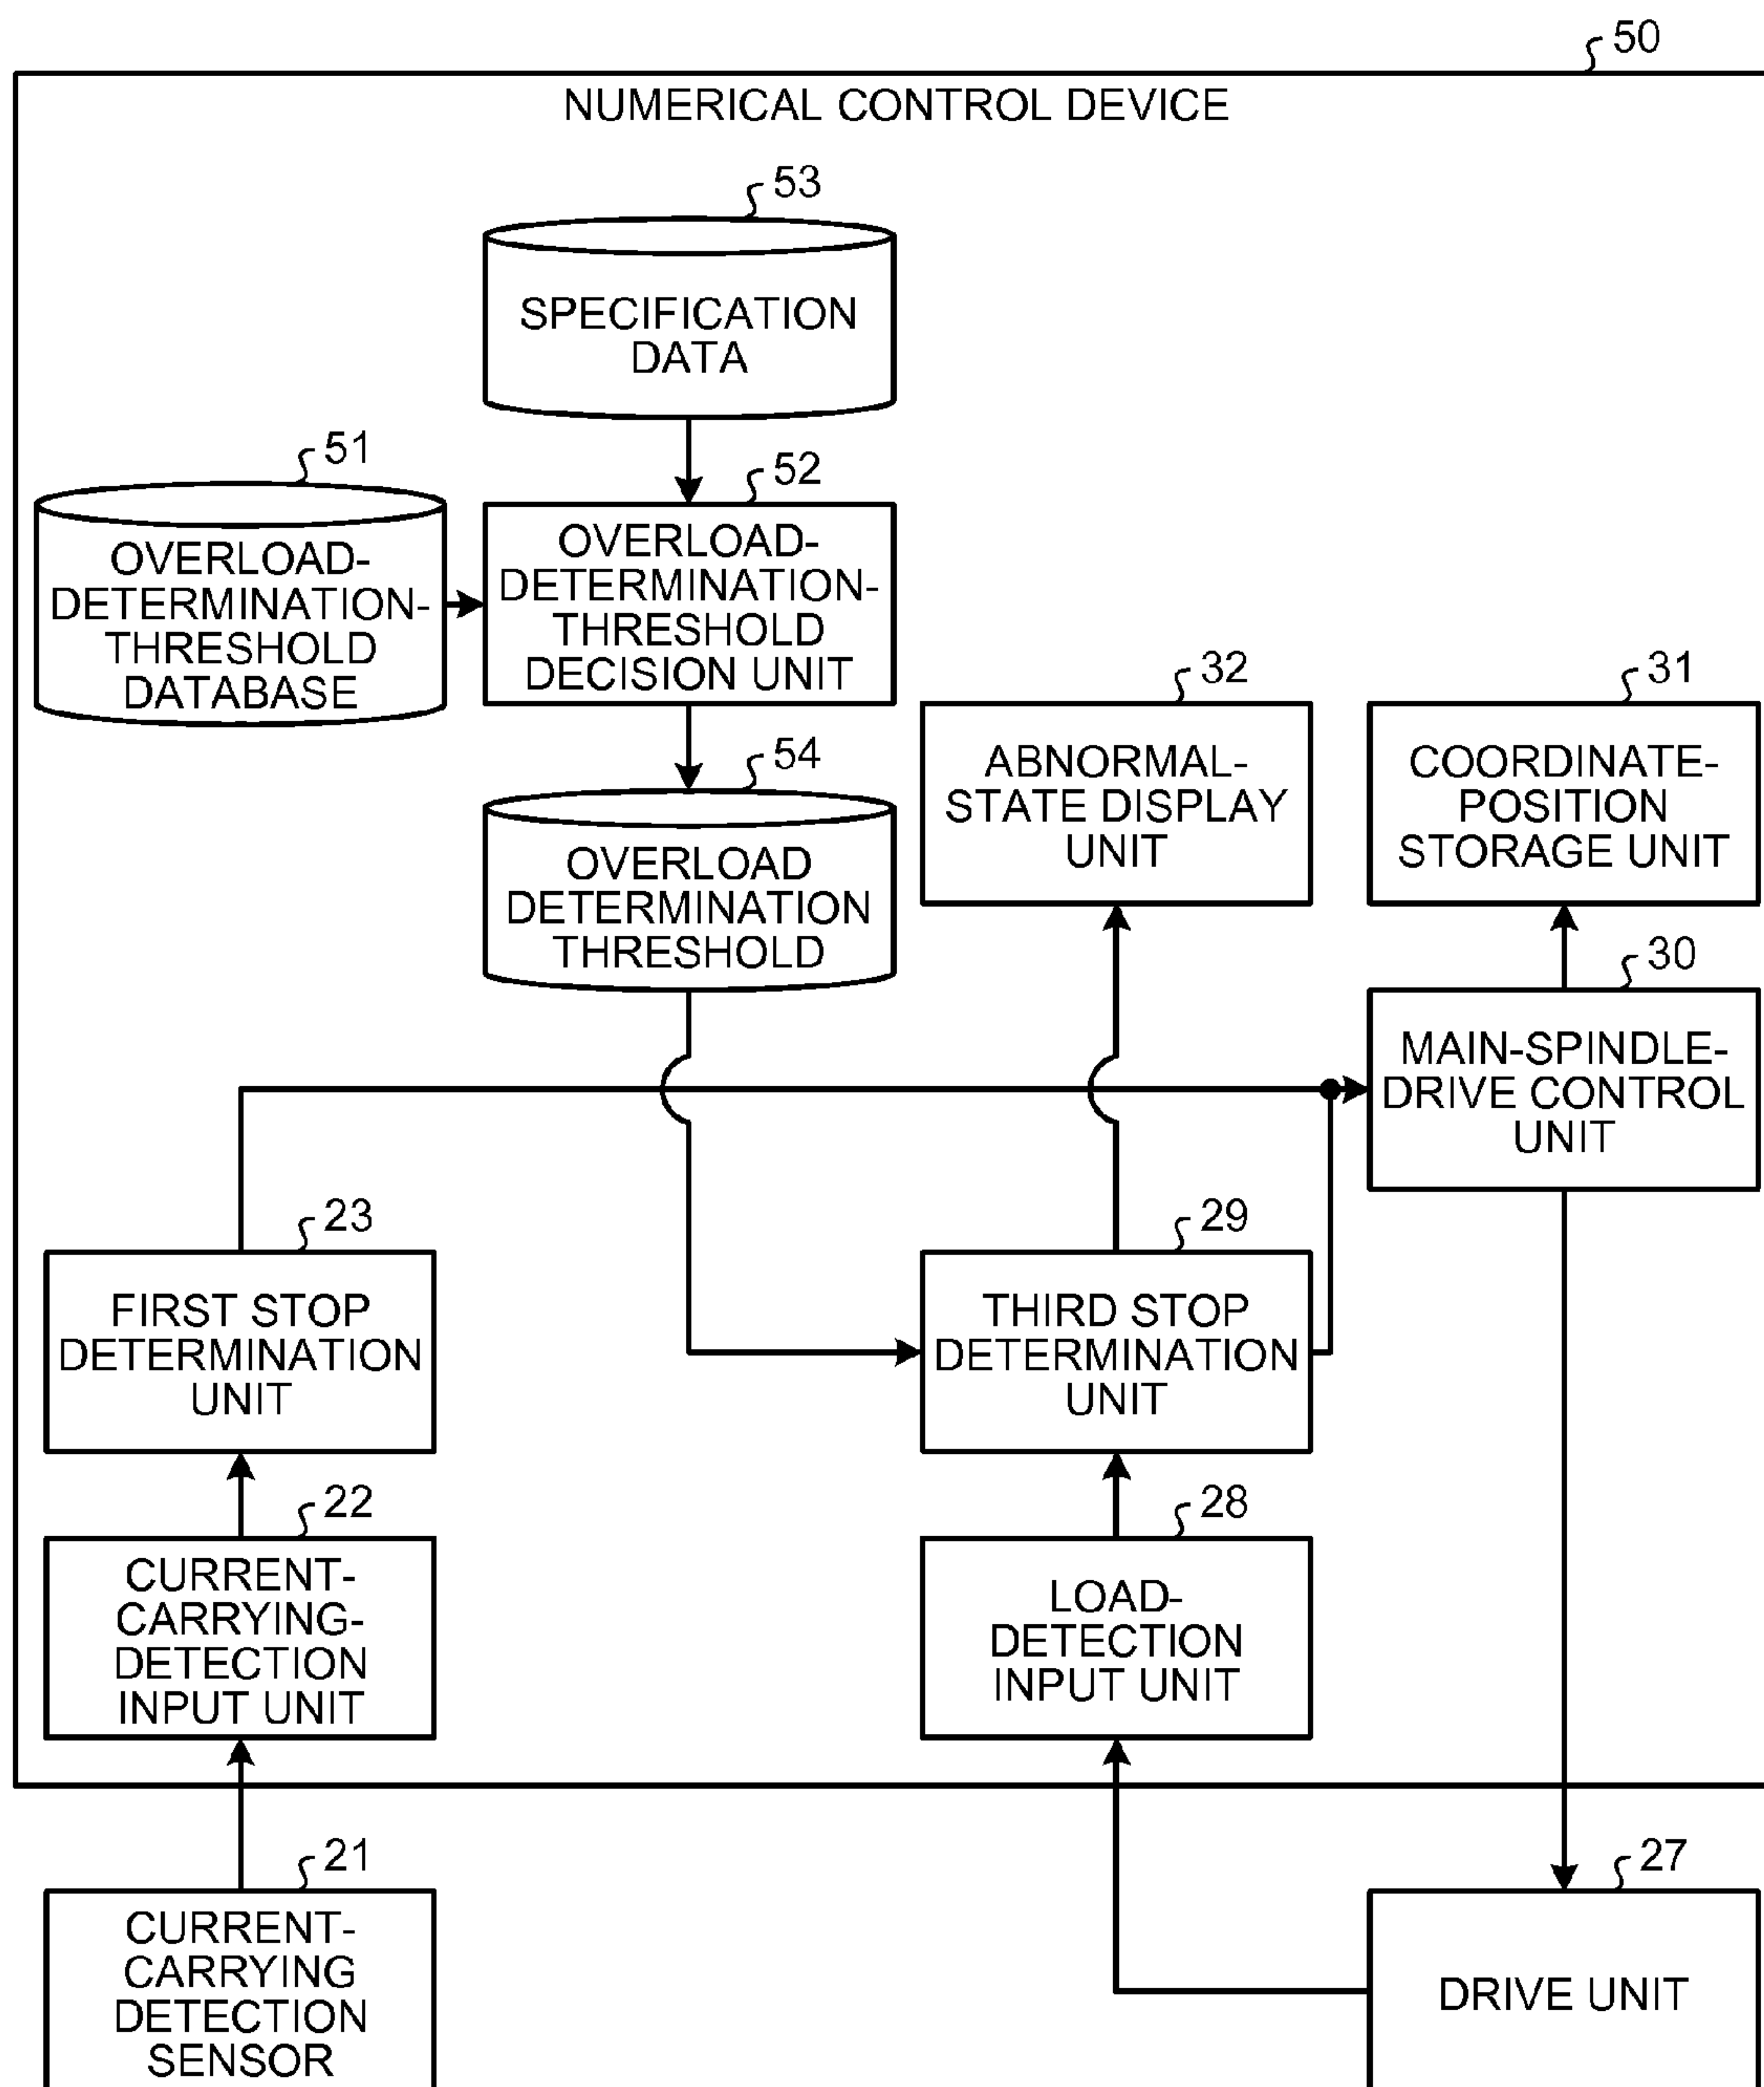 50
NUMERICAL CONTROL DEVICE
53
SPECIFICATION
DATA
51
OVERLOAD-
DETERMINATION-
THRESHOLD
DATABASE
52
OVERLOAD-
DETERMINATION-
THRESHOLD
DECISION UNIT
54
OVERLOAD
DETERMINATION
THRESHOLD
32
ABNORMAL-
STATE DISPLAY
UNIT
31
COORDINATE-
POSITION
STORAGE UNIT
30
MAIN-SPINDLE-
DRIVE CONTROL
UNIT
23
FIRST STOP
DETERMINATION
UNIT
29
THIRD STOP
DETERMINATION
UNIT
22
CURRENT-
CARRYING-
DETECTION
INPUT UNIT
28
LOAD-
DETECTION
INPUT UNIT
21
CURRENT-
CARRYING
DETECTION
SENSOR
27
DRIVE UNIT